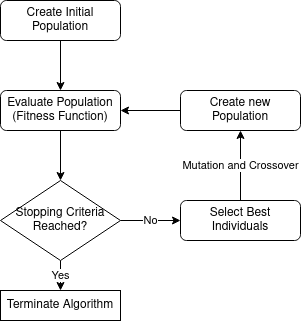 Create Initial
Population
Evaluate Population
(Fitness Function)
Create new
Population
Mutation and Crossover
Stopping Criteria
Reached?
No
Select Best
Individuals
Yes
Terminate Algorithm